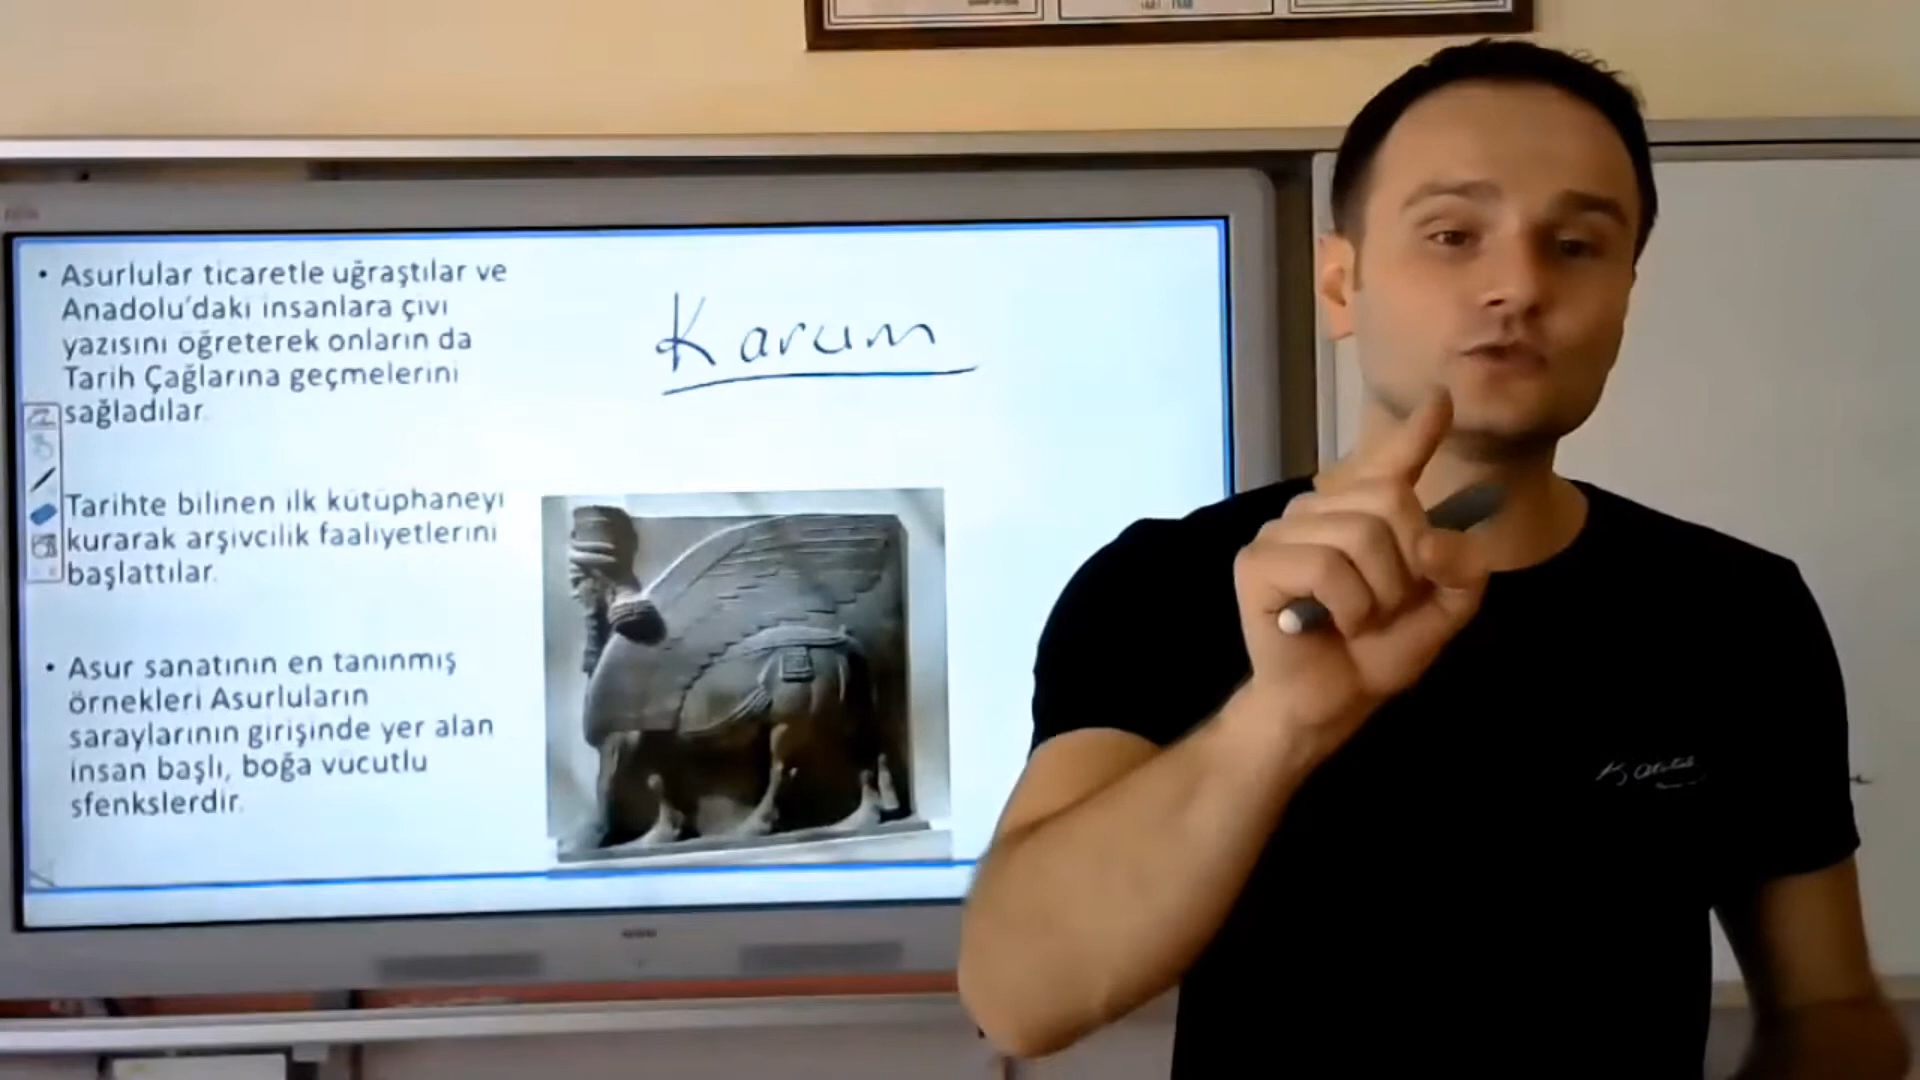 • Asurlular ticaretle uğraştılar ve
Anadolu'daki insanlara çivi
yazısını öğreterek onların da
Tarih Çağlarına geçmelerini
sağladılar.
Karum
Tarihte bilinen ilk kütüphaneyi
kurarak arşivcilik faaliyetlerini
başlattılar.
• Asur sanatının en tanınmış
örnekleri Asurluların
saraylarının girişinde yer alan
insan başlı, boğa vücutlu
sfenkslerdir.